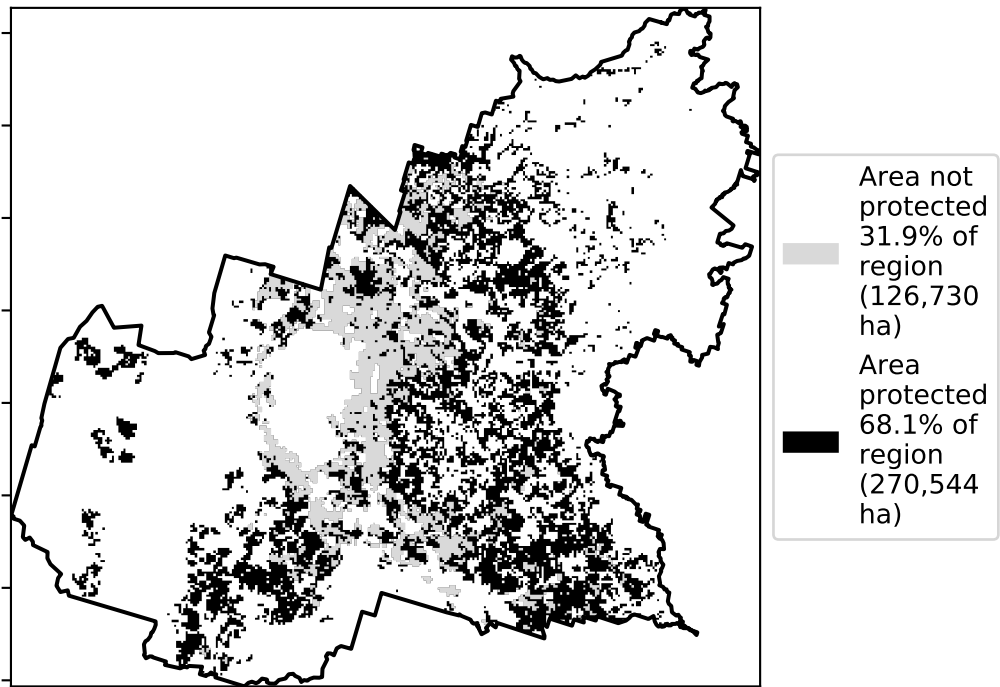 Area not
protected
31.9% of
region
(126,730
ha)
Area
protected
68.1% of
region
(270,544
ha)